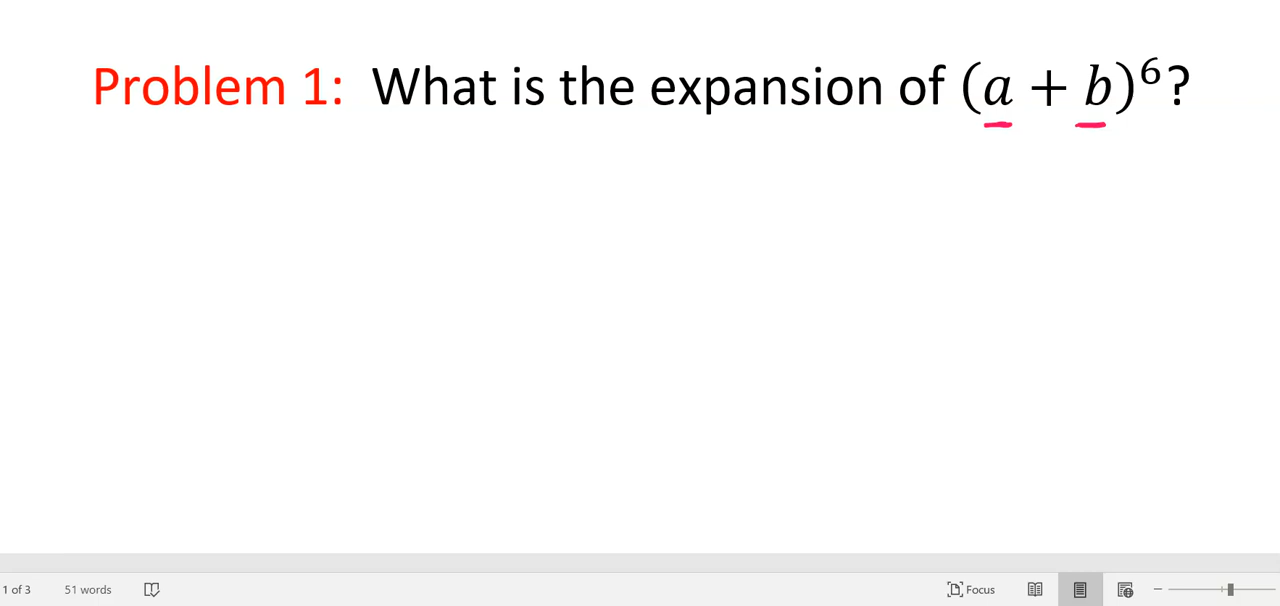 Problem 1: What is the expansion of (a + b)⁶?
1 of 3 51 words Focus